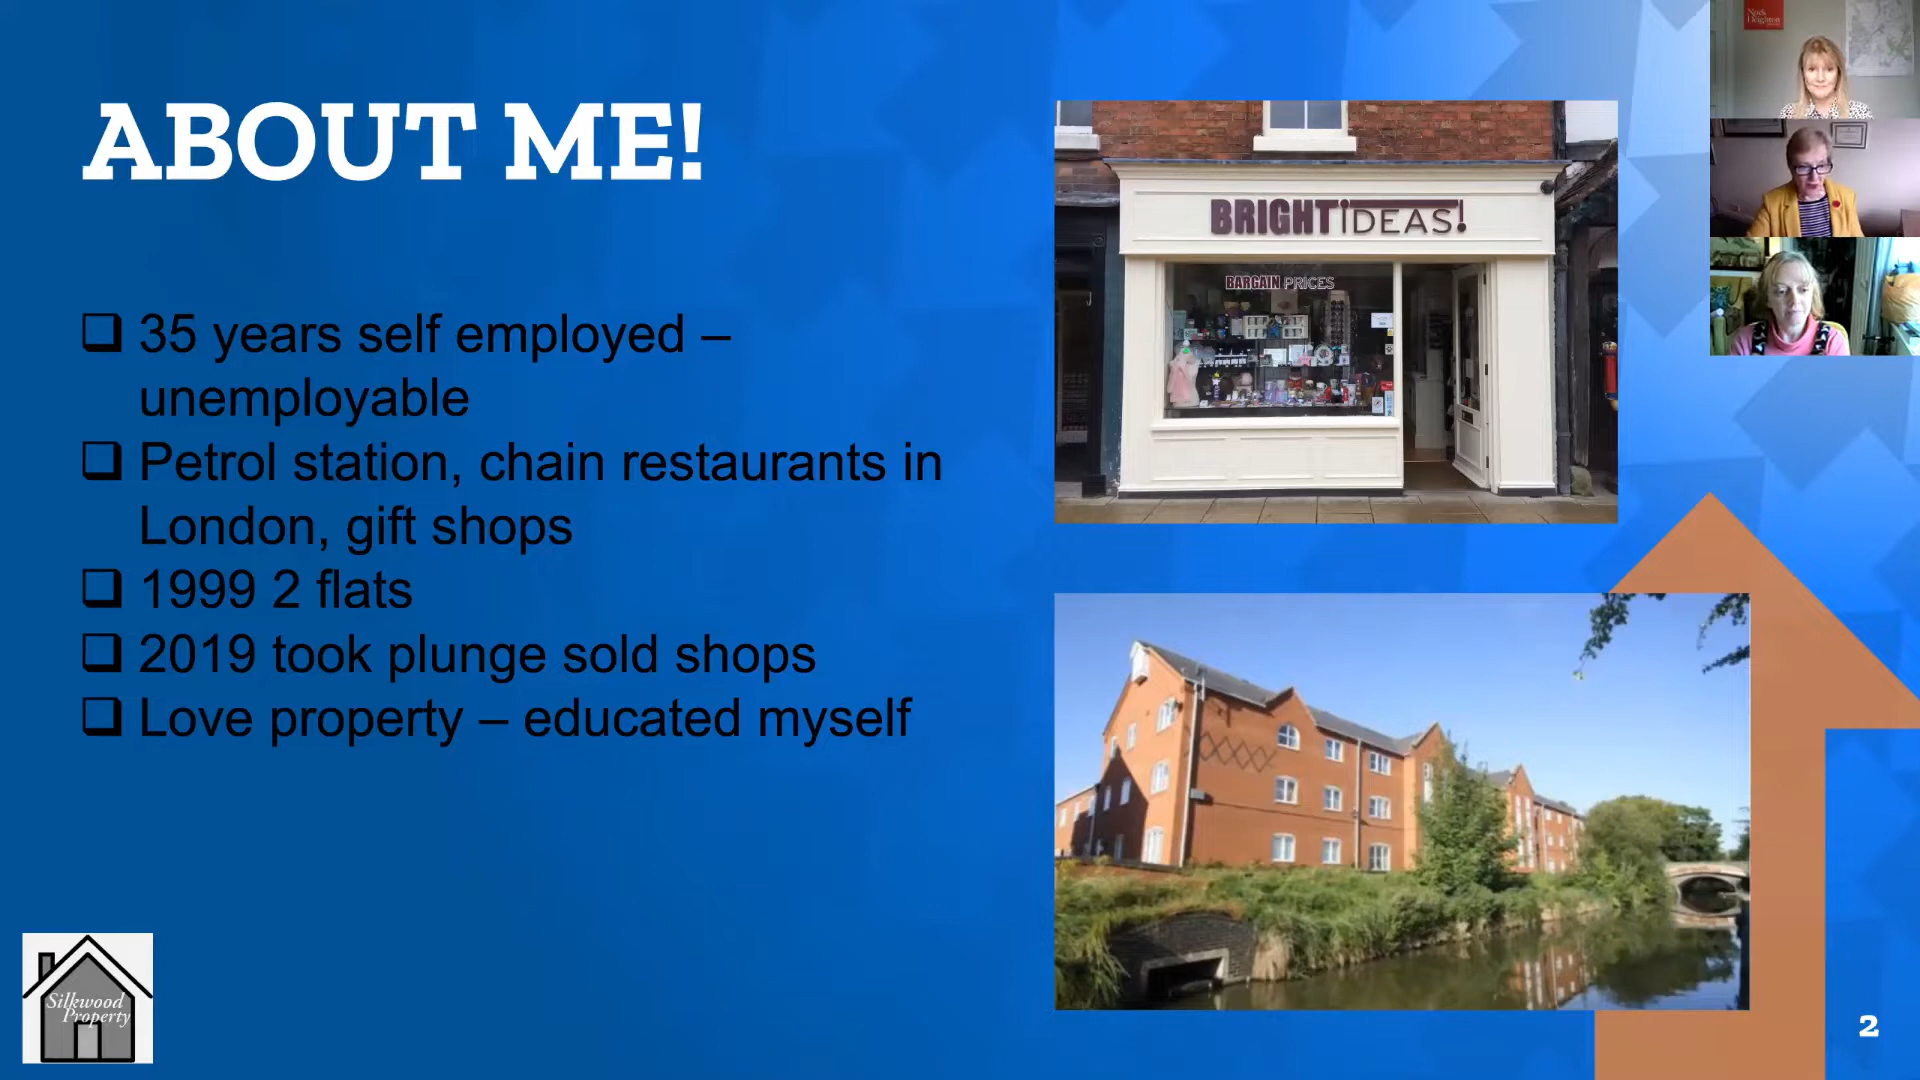 ABOUT ME!
35 years self employed –
unemployable
Petrol station, chain restaurants in
London, gift shops
1999 2 flats
2019 took plunge sold shops
Love property – educated myself
BRIGHT IDEAS!
BARGAIN PRICES
Silkwood
Property
2